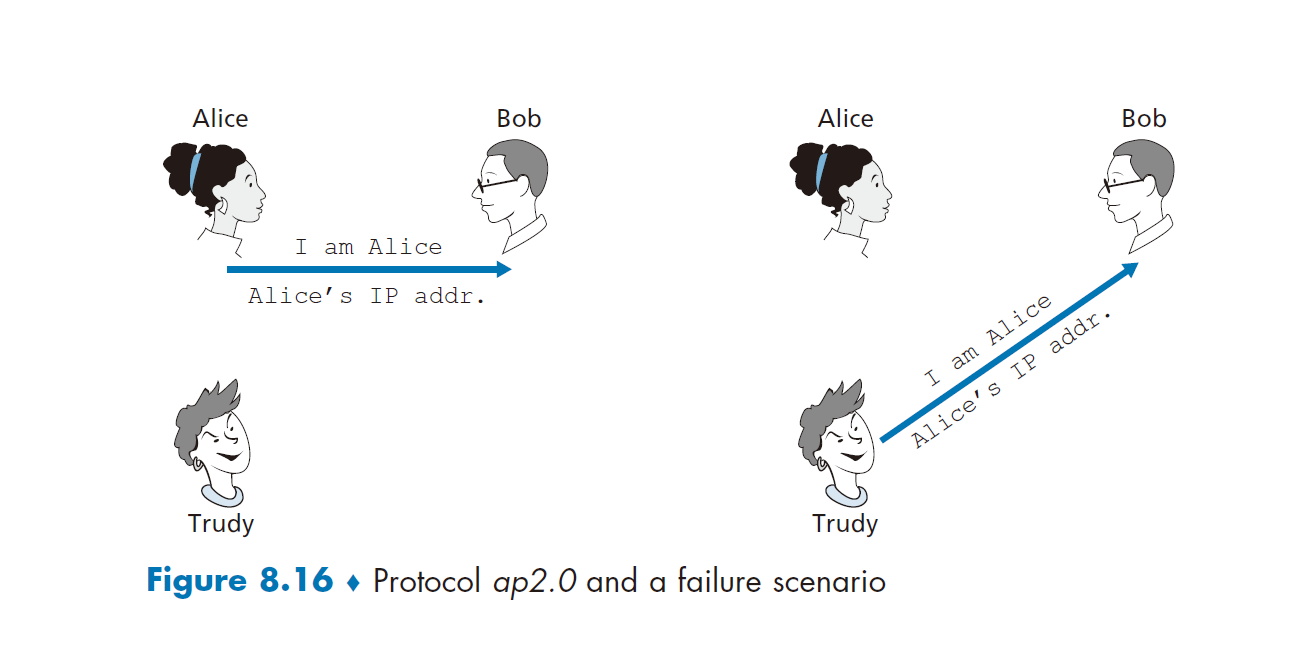 Alice
Bob
I am Alice
Alice’s IP addr.
Trudy
Alice
Bob
I am Alice
Alice’s IP addr.
Trudy
Figure 8.16 ♦ Protocol ap2.0 and a failure scenario